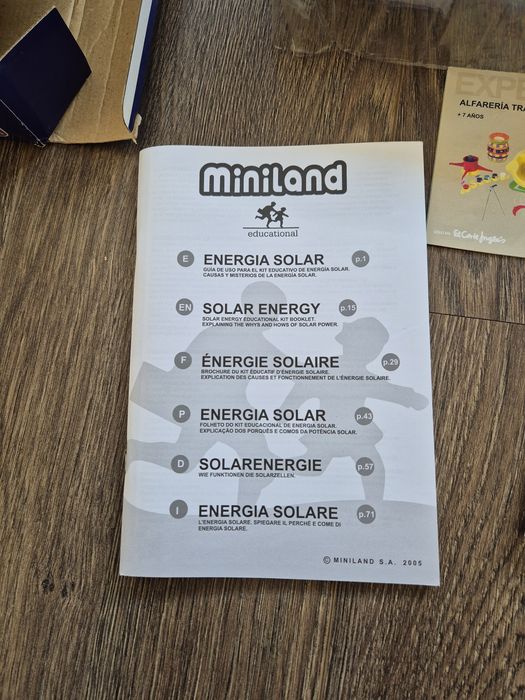 miniland
educational
E ENERGIA SOLAR p.1
GUÍA DE USO PARA EL KIT EDUCATIVO DE ENERGÍA SOLAR.
CAUSAS Y MISTERIOS DE LA ENERGÍA SOLAR.
EN SOLAR ENERGY p.15
SOLAR ENERGY EDUCATIONAL KIT BOOKLET.
EXPLAINING THE WHYS AND HOWS OF SOLAR POWER.
F ÉNERGIE SOLAIRE p.29
BROCHURE DU KIT ÉDUCATIF D'ÉNERGIE SOLAIRE.
EXPLICATION DES CAUSES ET FONCTIONNEMENT DE L'ÉNERGIE SOLAIRE.
P ENERGIA SOLAR p.43
FOLHETO DO KIT EDUCACIONAL DE ENERGIA SOLAR.
EXPLICAÇÃO DOS PORQUÊS E COMOS DA POTÊNCIA SOLAR.
D SOLARENERGIE p.57
WIE FUNKTIONEN DIE SOLARZELLEN.
I ENERGIA SOLARE p.71
L'ENERGIA SOLARE. SPIEGARE IL PERCHÈ E COME DI
ENERGIA SOLARE.
© MINILAND S.A. 2005
EXPE
ALFARERÍA TRA
+ 7 AÑOS
El Corte Inglés